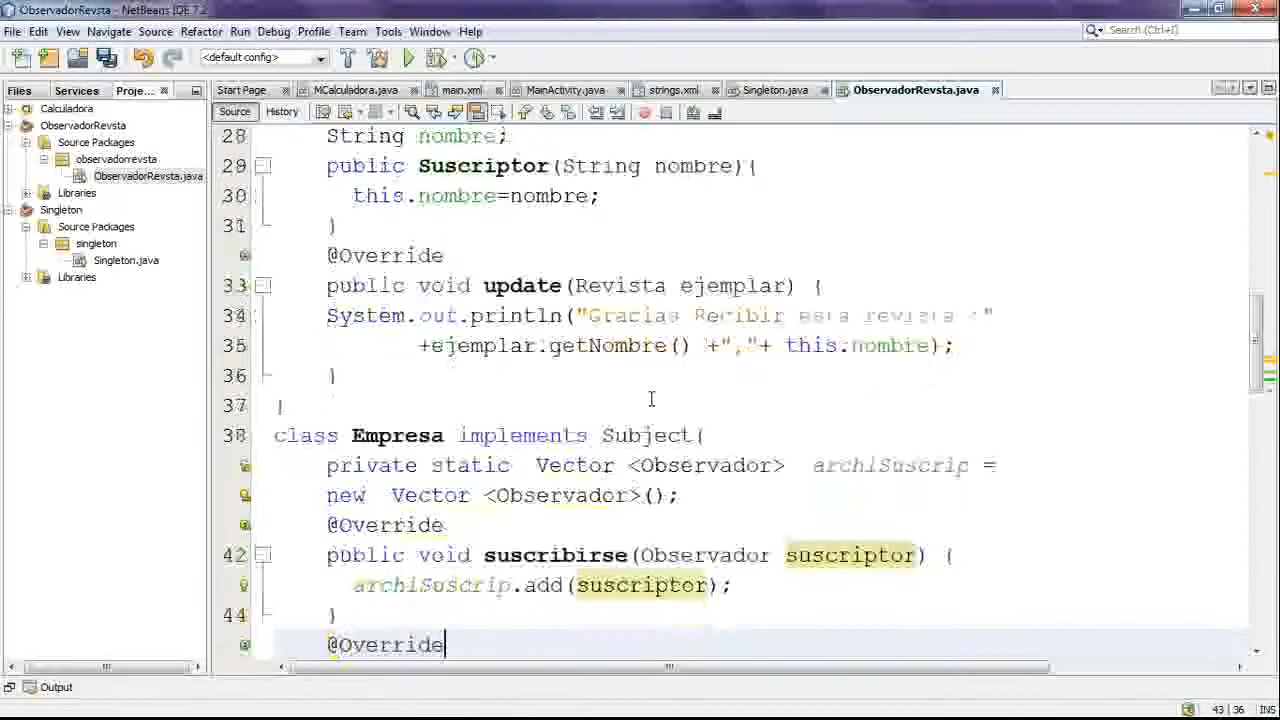 ObservadorRevsta - NetBeans IDE 7.2
File Edit View Navigate Source Refactor Run Debug Profile Team Tools Window Help
Search (Ctrl+I)
<default config>
Files Services Proje...
Start Page MCalculadora.java main.xml MainActivity.java strings.xml Singleton.java ObservadorRevsta.java
Calculadora
ObservadorRevsta
Source Packages
observadorrevsta
ObservadorRevsta.java
Libraries
Singleton
Source Packages
singleton
Singleton.java
Libraries
Source History
28 String nombre;
29 public Suscriptor(String nombre){
30 this.nombre=nombre;
31 }
@Override
33 public void update(Revista ejemplar) {
34 System.out.println("Gracias Recibir esta revista <"
35 +ejemplar.getNombre() +","+ this.nombre);
36 }
37 }
38 class Empresa implements Subject{
private static Vector <Observador> archiSuscrip =
new Vector <Observador>();
@Override
42 public void suscribirse(Observador suscriptor) {
archiSuscrip.add(suscriptor);
44 }
@Override
Output
43 | 36 INS